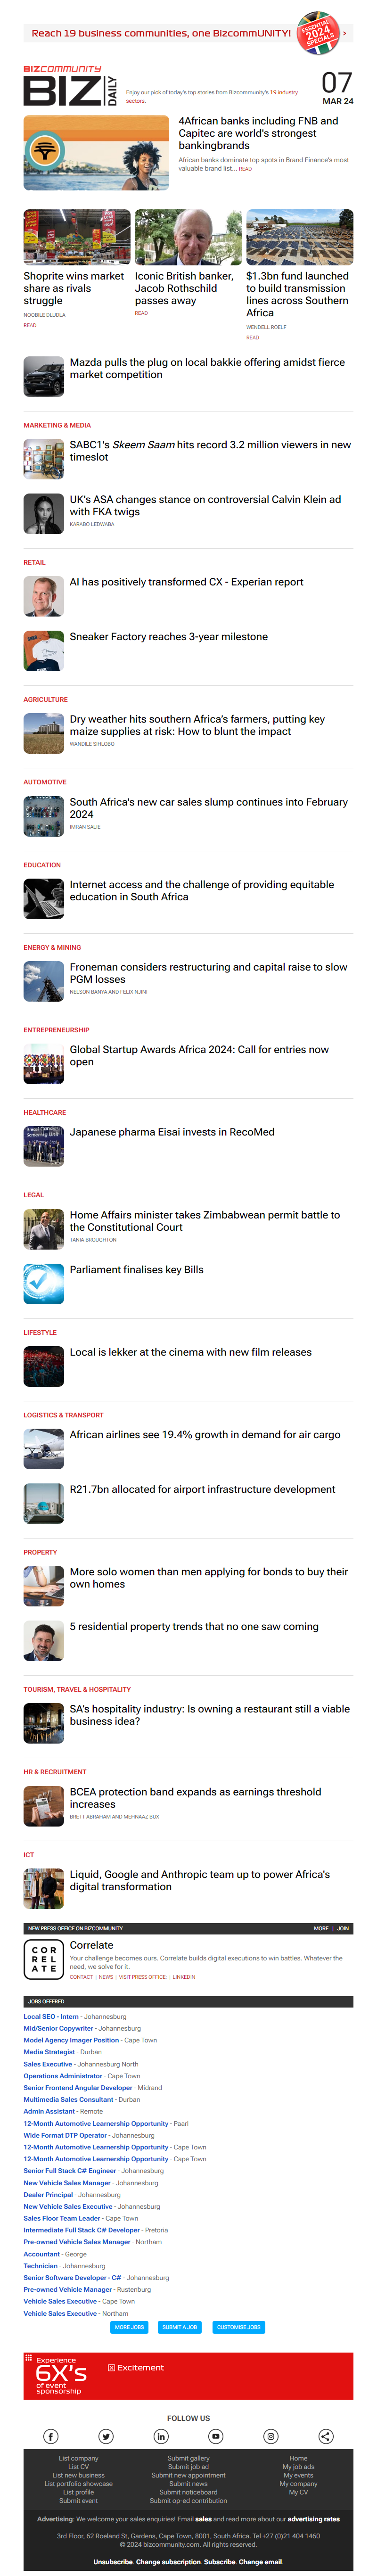 Reach 19 business communities, one BizcommUNITY!
ESSENTIAL
2024
SPECIALS
BIZCOMMUNITY
BIZ DAILY
Enjoy our pick of today's top stories from Bizcommunity's 19 industry
sectors.
07
MAR 24
4African banks including FNB and
Capitec are world's strongest
bankingbrands
African banks dominate top spots in Brand Finance's most
valuable brand list... READ
Shoprite wins market
share as rivals
struggle
NQOBILE DLUDLA
READ
Iconic British banker,
Jacob Rothschild
passes away
READ
$1.3bn fund launched
to build transmission
lines across Southern
Africa
WENDELL ROELF
READ
Mazda pulls the plug on local bakkie offering amidst fierce
market competition
MARKETING & MEDIA
SABC1's Skeem Saam hits record 3.2 million viewers in new
timeslot
UK's ASA changes stance on controversial Calvin Klein ad
with FKA twigs
KARABO LEDWABA
RETAIL
AI has positively transformed CX - Experian report
Sneaker Factory reaches 3-year milestone
AGRICULTURE
Dry weather hits southern Africa's farmers, putting key
maize supplies at risk: How to blunt the impact
WANDILE SIHLOBO
AUTOMOTIVE
South Africa's new car sales slump continues into February
2024
IMRAN SALIE
EDUCATION
Internet access and the challenge of providing equitable
education in South Africa
ENERGY & MINING
Froneman considers restructuring and capital raise to slow
PGM losses
NELSON BANYA AND FELIX NJINI
ENTREPRENEURSHIP
Global Startup Awards Africa 2024: Call for entries now
open
HEALTHCARE
Japanese pharma Eisai invests in RecoMed
LEGAL
Home Affairs minister takes Zimbabwean permit battle to
the Constitutional Court
TANIA BROUGHTON
Parliament finalises key Bills
LIFESTYLE
Local is lekker at the cinema with new film releases
LOGISTICS & TRANSPORT
African airlines see 19.4% growth in demand for air cargo
R21.7bn allocated for airport infrastructure development
PROPERTY
More solo women than men applying for bonds to buy their
own homes
5 residential property trends that no one saw coming
TOURISM, TRAVEL & HOSPITALITY
SA's hospitality industry: Is owning a restaurant still a viable
business idea?
HR & RECRUITMENT
BCEA protection band expands as earnings threshold
increases
BRETT ABRAHAM AND MEHNAAZ BUX
ICT
Liquid, Google and Anthropic team up to power Africa's
digital transformation
NEW PRESS OFFICE ON BIZCOMMUNITY MORE | JOIN
COR
REL
ATE
Correlate
Your challenge becomes ours. Correlate builds digital executions to win battles. Whatever the
need, we solve for it.
CONTACT | NEWS | VISIT PRESS OFFICE | LINKEDIN
JOBS OFFERED
Local SEO - Intern - Johannesburg
Mid/Senior Copywriter - Johannesburg
Model Agency Imager Position - Cape Town
Media Strategist - Durban
Sales Executive - Johannesburg North
Operations Administrator - Cape Town
Senior Frontend Angular Developer - Midrand
Multimedia Sales Consultant - Durban
Admin Assistant - Remote
12-Month Automotive Learnership Opportunity - Paarl
Wide Format DTP Operator - Johannesburg
12-Month Automotive Learnership Opportunity - Cape Town
12-Month Automotive Learnership Opportunity - Cape Town
Senior Full Stack C# Engineer - Johannesburg
New Vehicle Sales Manager - Johannesburg
Dealer Principal - Johannesburg
New Vehicle Sales Executive - Johannesburg
Sales Floor Team Leader - Cape Town
Intermediate Full Stack C# Developer - Pretoria
Pre-owned Vehicle Sales Manager - Northam
Accountant - George
Technician - Johannesburg
Senior Software Developer - C# - Johannesburg
Pre-owned Vehicle Manager - Rustenburg
Vehicle Sales Executive - Cape Town
Vehicle Sales Executive - Northam
MORE JOBS SUBMIT A JOB CUSTOMISE JOBS
Experience
6X's
of event
sponsorship
Excitement
FOLLOW US
List company
List CV
List new business
List portfolio showcase
List profile
Submit event
Submit gallery
Submit job ad
Submit new appointment
Submit news
Submit noticeboard
Submit op-ed contribution
Home
My job ads
My events
My company
My CV
Advertising: We welcome your sales enquiries! Email sales and read more about our advertising rates
3rd Floor, 62 Roeland St, Gardens, Cape Town, 8001, South Africa. Tel +27 (0)21 404 1460
© 2024 bizcommunity.com. All rights reserved.
Unsubscribe. Change subscription. Subscribe. Change email.